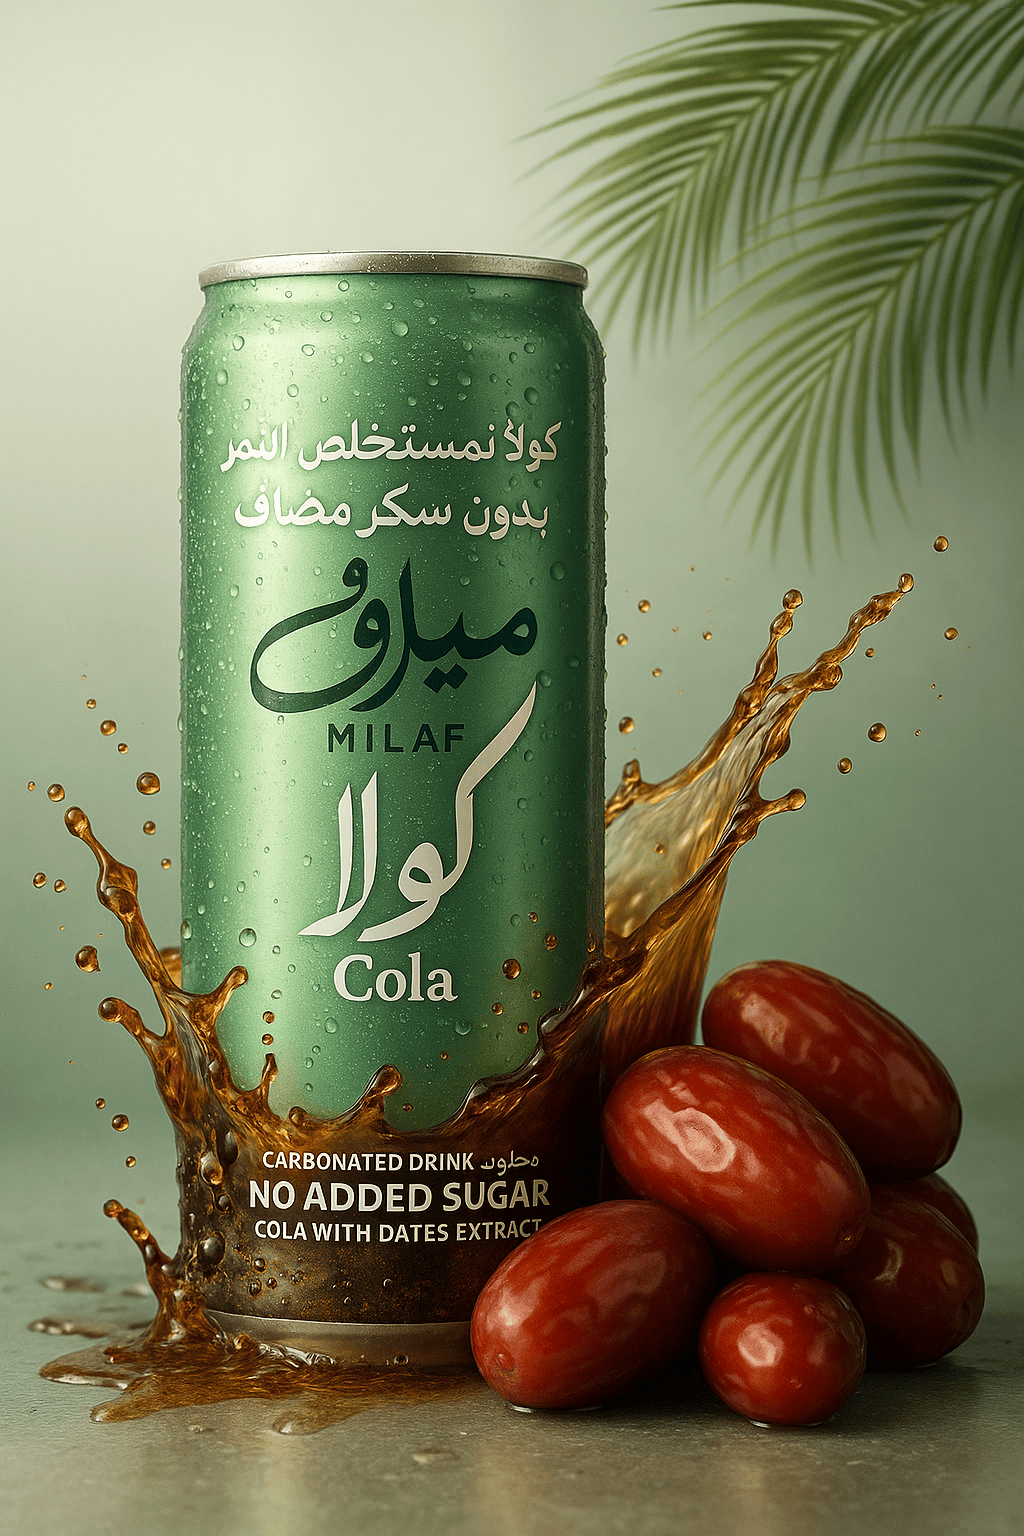 كولا نمستخلص التمر
بدون سكر مضاف
ميلاف
MILAF
كولا
Cola
CARBONATED DRINK
NO ADDED SUGAR
COLA WITH DATES EXTRACT